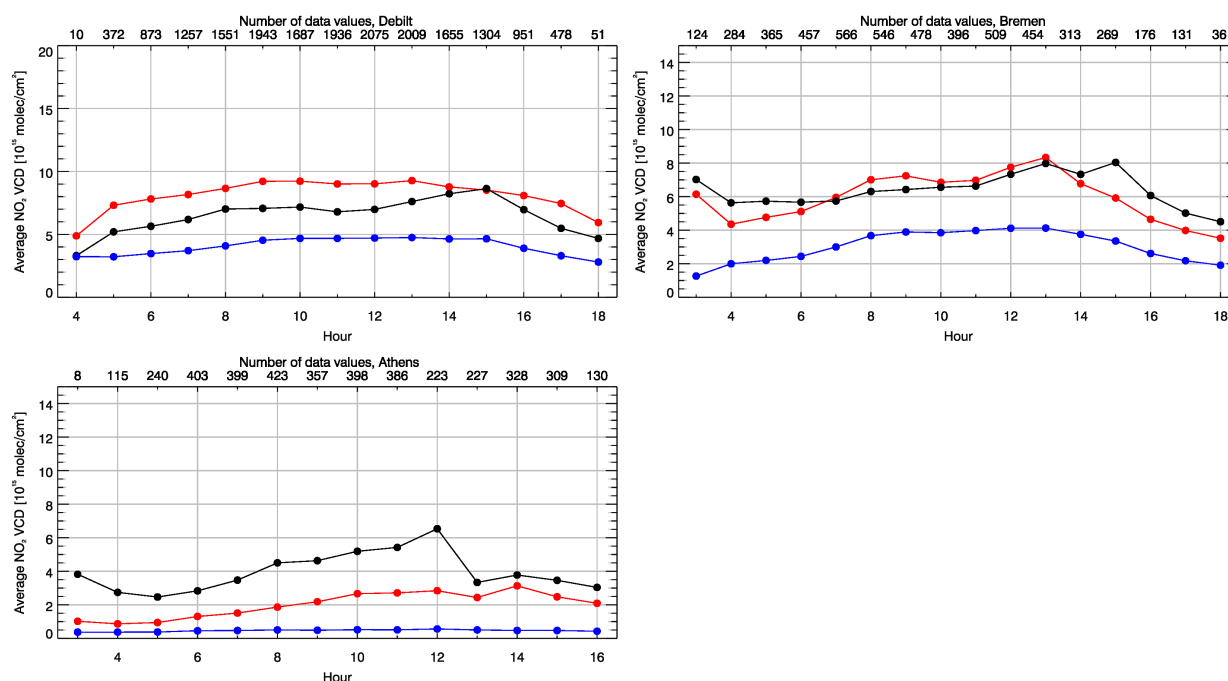 Number of data values, Debilt
10 372 873 1257 1551 1943 1687 1936 2075 2009 1655 1304 951 478 51
20
15
10
5
0
Average NO₂ VCD [10¹⁵ molec/cm²]
4 6 8 10 12 14 16 18
Hour
Number of data values, Bremen
124 284 365 457 566 546 478 396 509 454 313 269 176 131 36
14
12
10
8
6
4
2
0
Average NO₂ VCD [10¹⁵ molec/cm²]
4 6 8 10 12 14 16 18
Hour
Number of data values, Athens
8 115 240 403 399 423 357 398 386 223 227 328 309 130
14
12
10
8
6
4
2
0
Average NO₂ VCD [10¹⁵ molec/cm²]
4 6 8 10 12 14 16
Hour